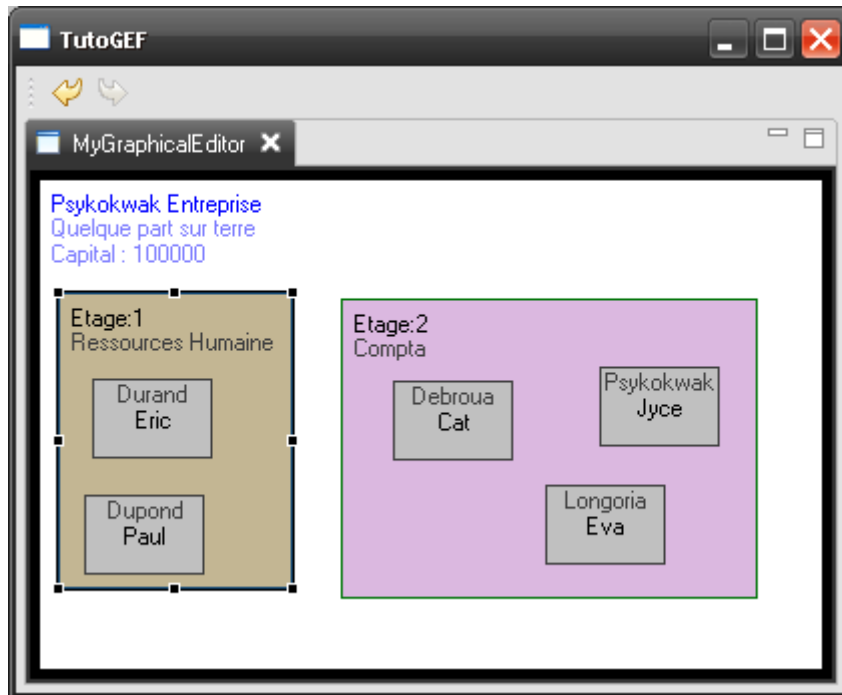 TutoGEF
MyGraphicalEditor
Psykokwak Entreprise
Quelque part sur terre
Capital : 100000
Etage:1
Ressources Humaine
Durand
Eric
Dupond
Paul
Etage:2
Compta
Debroua
Cat
Psykokwak
Jyce
Longoria
Eva